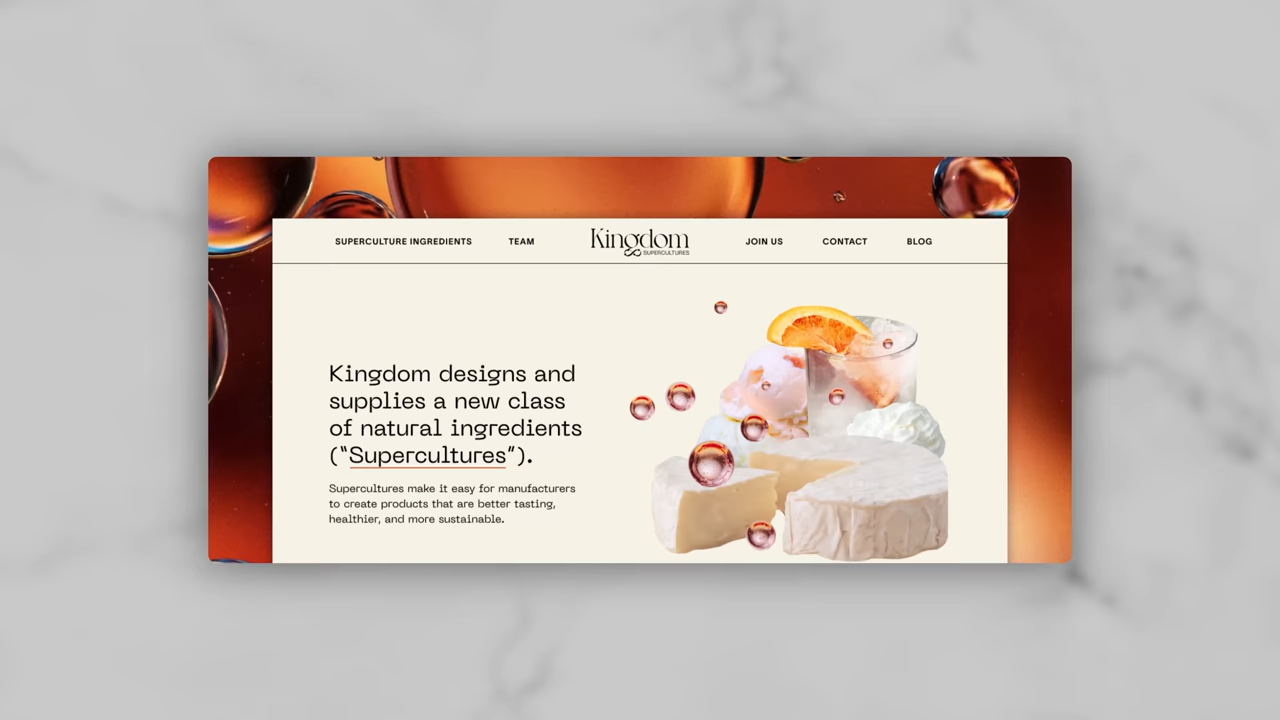 SUPERCULTURE INGREDIENTS TEAM Kingdom JOIN US CONTACT BLOG
SUPERCULTURES
Kingdom designs and
supplies a new class
of natural ingredients
(“Supercultures”).
Supercultures make it easy for manufacturers
to create products that are better tasting,
healthier, and more sustainable.